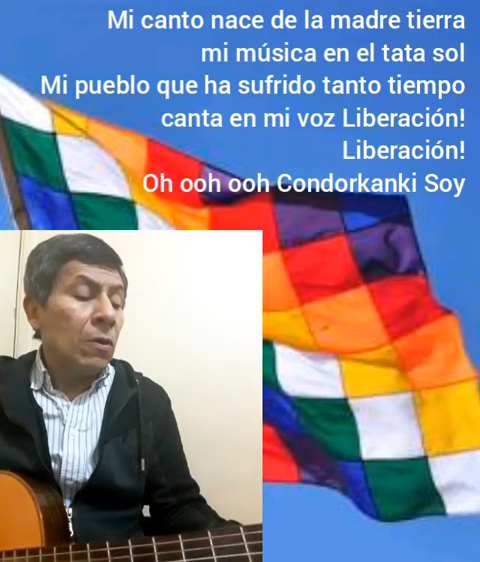 Mi canto nace de la madre tierra
mi música en el tata sol
Mi pueblo que ha sufrido tanto tiempo
canta en mi voz Liberación!
Liberación!
Oh ooh ooh Condorkanki Soy